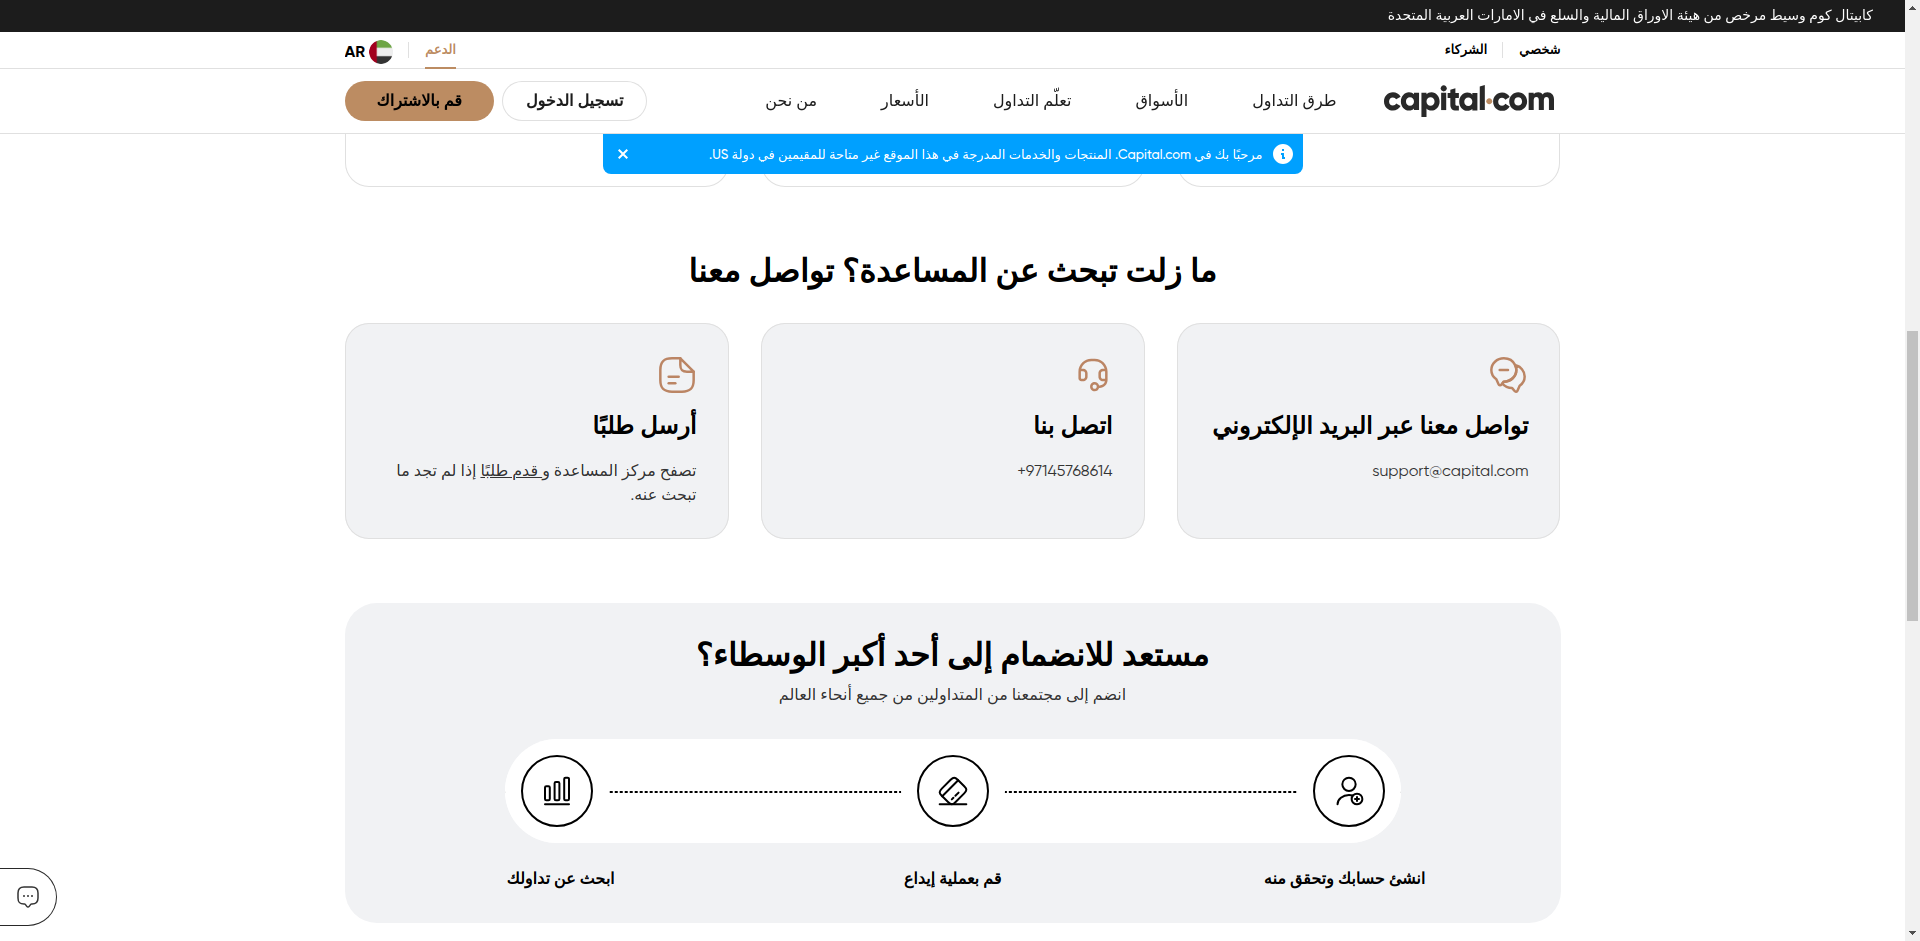 كابيتال كوم وسيط مرخص من هيئة الاوراق المالية والسلع في الامارات العربية المتحدة
شخصي
الشركاء
الدعم
AR
capital.com
طرق التداول
الأسواق
تعلّم التداول
الأسعار
من نحن
تسجيل الدخول
قم بالاشتراك
مرحبًا بك في Capital.com. المنتجات والخدمات المدرجة في هذا الموقع غير متاحة للمقيمين في دولة US.
ما زلت تبحث عن المساعدة؟ تواصل معنا
تواصل معنا عبر البريد الإلكتروني
support@capital.com
اتصل بنا
+97145768614
أرسل طلبًا
تصفح مركز المساعدة و قدم طلبًا إذا لم تجد ما
تبحث عنه.
مستعد للانضمام إلى أحد أكبر الوسطاء؟
انضم إلى مجتمعنا من المتداولين من جميع أنحاء العالم
انشئ حسابك وتحقق منه
قم بعملية إيداع
ابحث عن تداولك